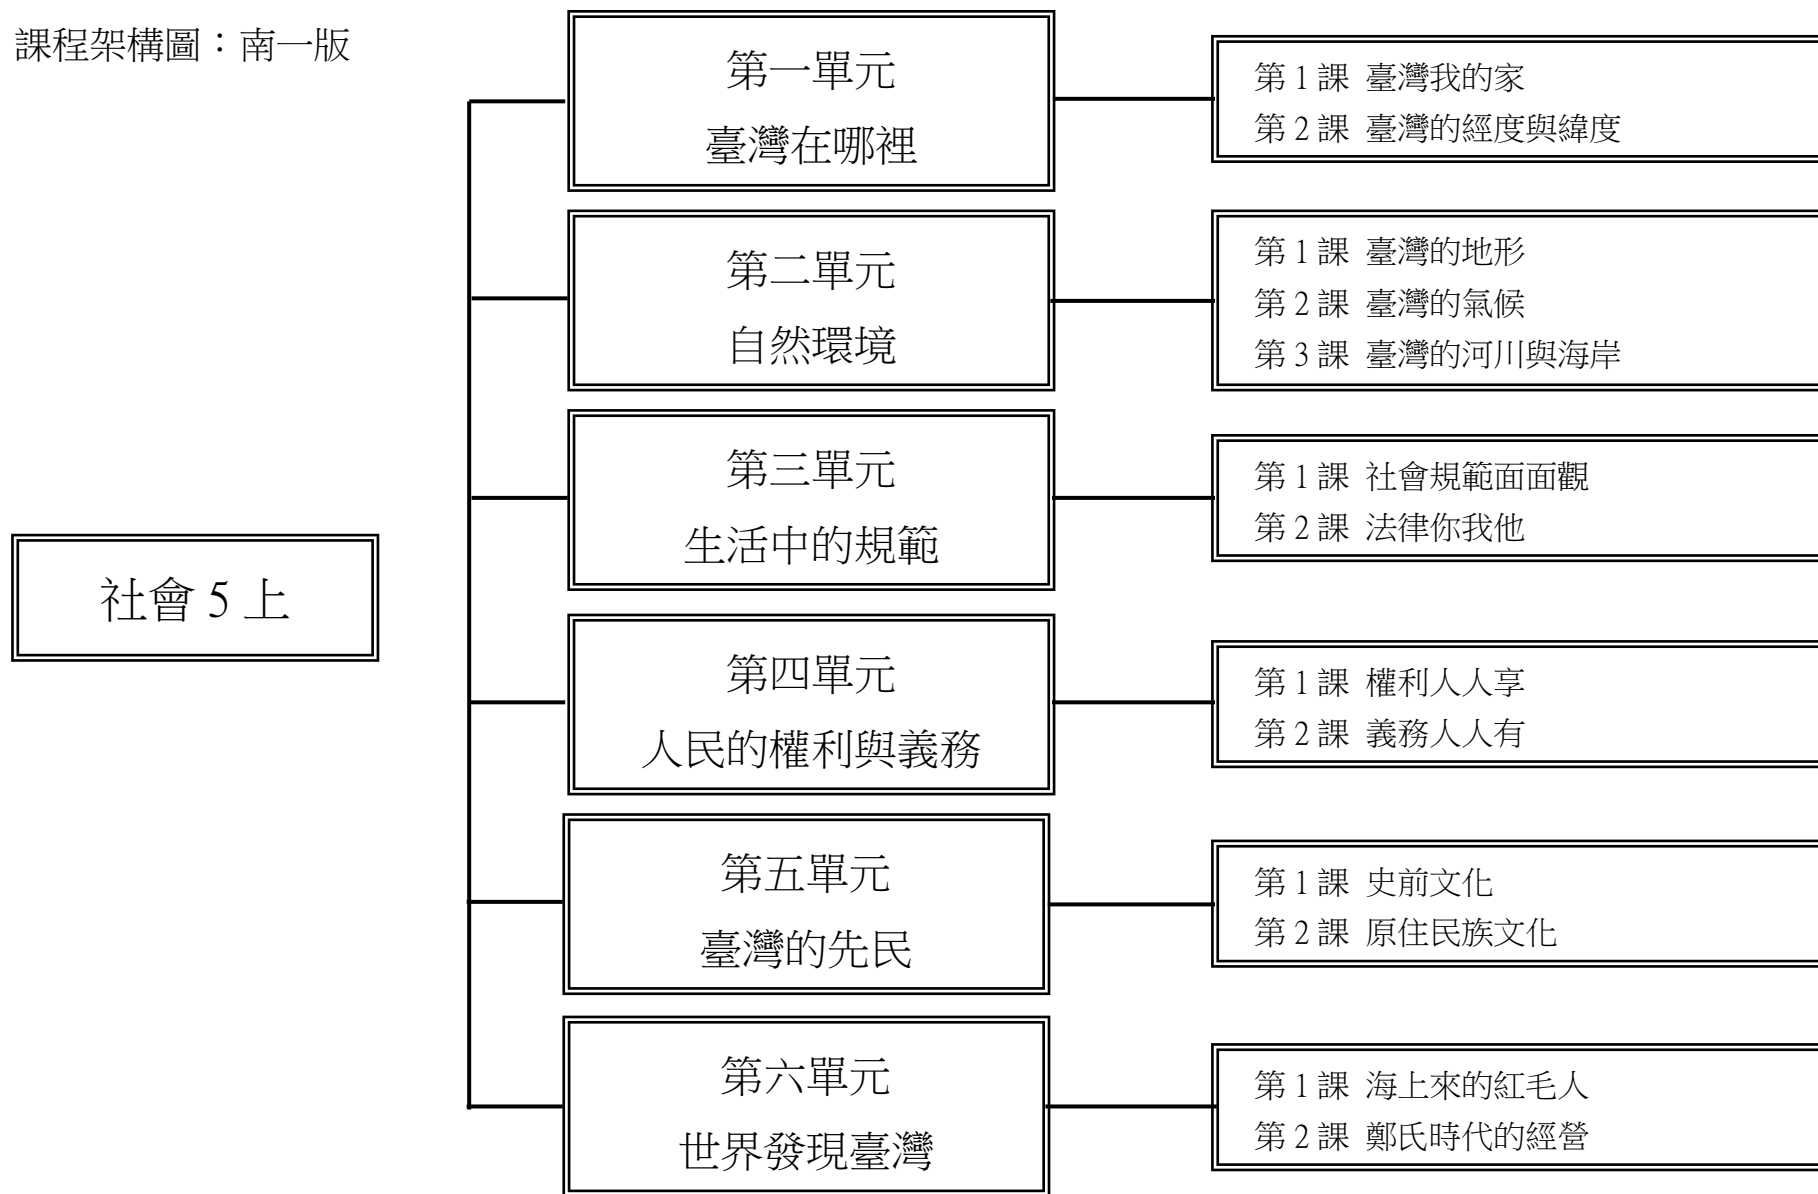 課程架構圖：南一版
社會 5 上
第一單元
臺灣在哪裡
第 1 課 臺灣我的家
第 2 課 臺灣的經度與緯度
第二單元
自然環境
第 1 課 臺灣的地形
第 2 課 臺灣的氣候
第 3 課 臺灣的河川與海岸
第三單元
生活中的規範
第 1 課 社會規範面面觀
第 2 課 法律你我他
第四單元
人民的權利與義務
第 1 課 權利人人享
第 2 課 義務人人有
第五單元
臺灣的先民
第 1 課 史前文化
第 2 課 原住民族文化
第六單元
世界發現臺灣
第 1 課 海上來的紅毛人
第 2 課 鄭氏時代的經營